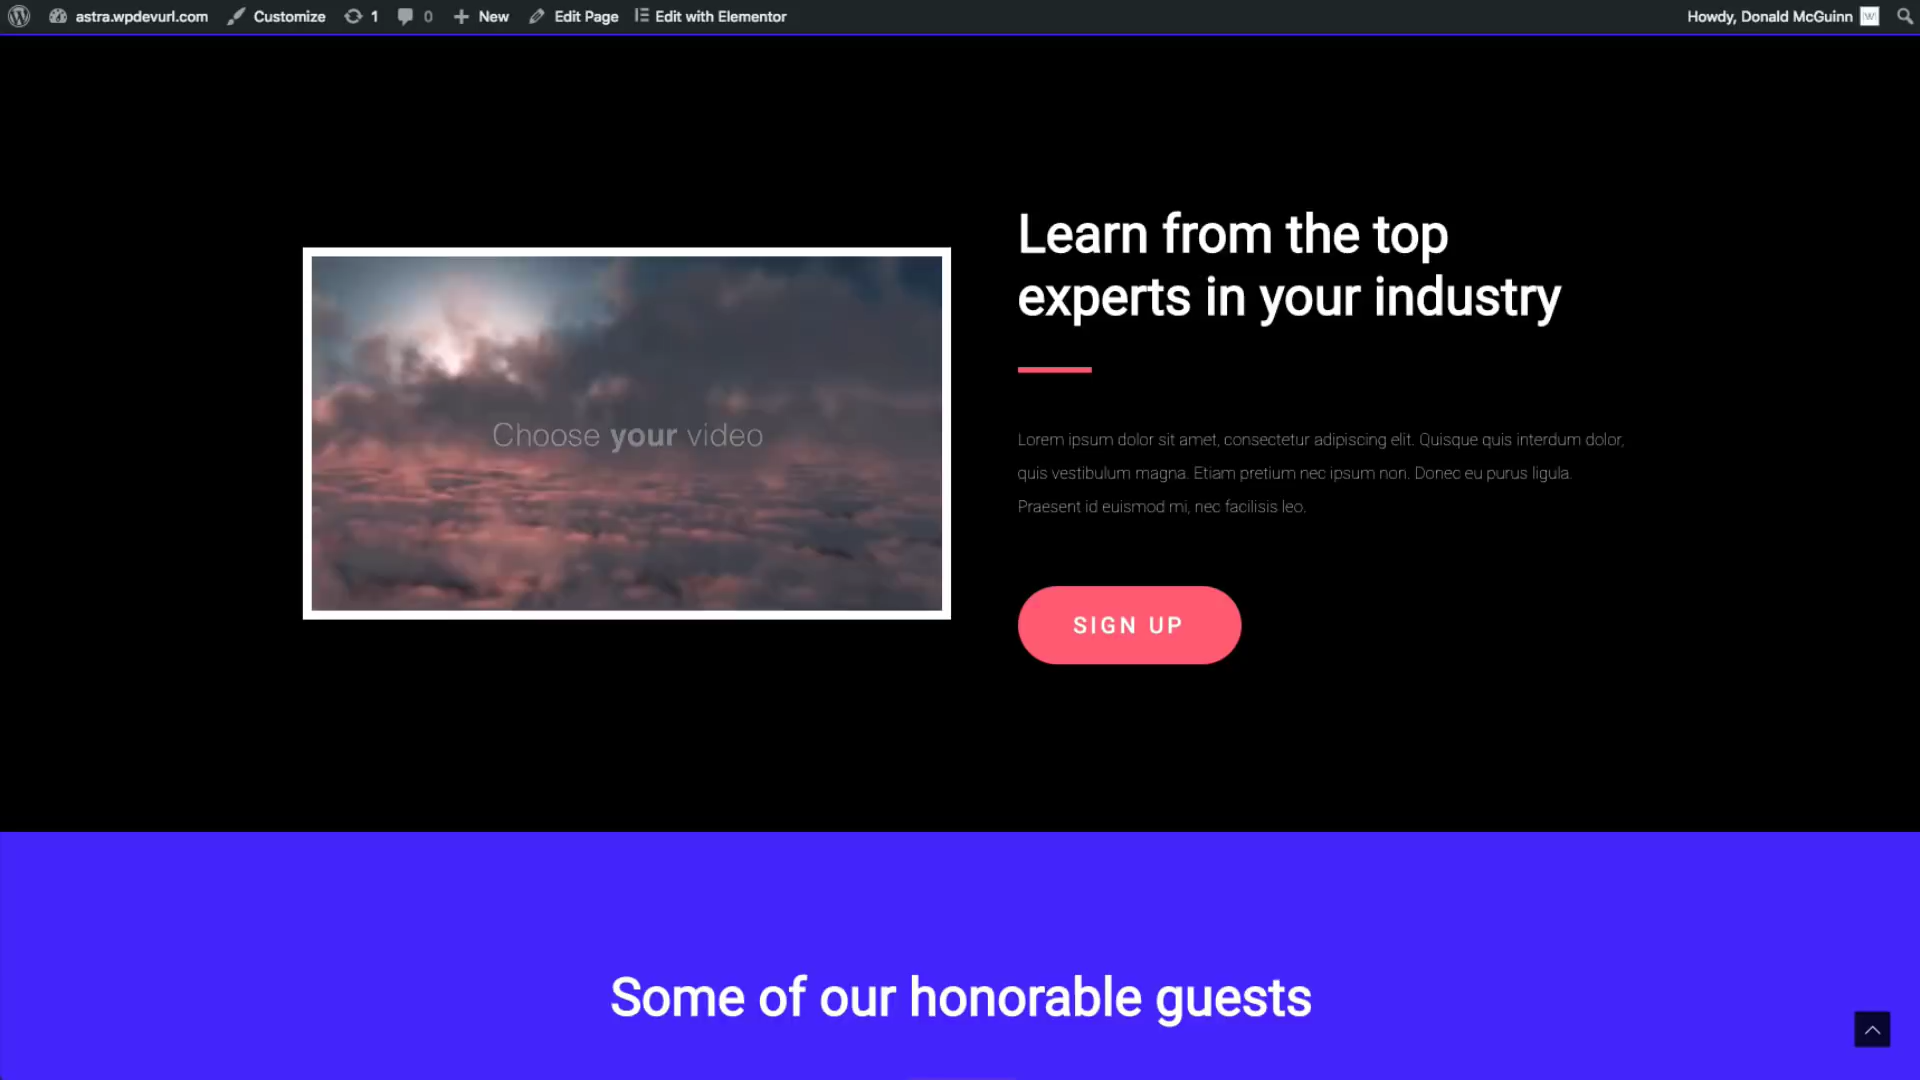 astra.wpdevurl.com Customize 1 0 New Edit Page Edit with Elementor Howdy, Donald McGuinn
Learn from the top
experts in your industry
Choose your video
Lorem ipsum dolor sit amet, consectetur adipiscing elit. Quisque quis interdum dolor,
quis vestibulum magna. Etiam pretium nec ipsum non. Donec eu purus ligula.
Praesent id euismod mi, nec facilisis leo.
SIGN UP
Some of our honorable guests